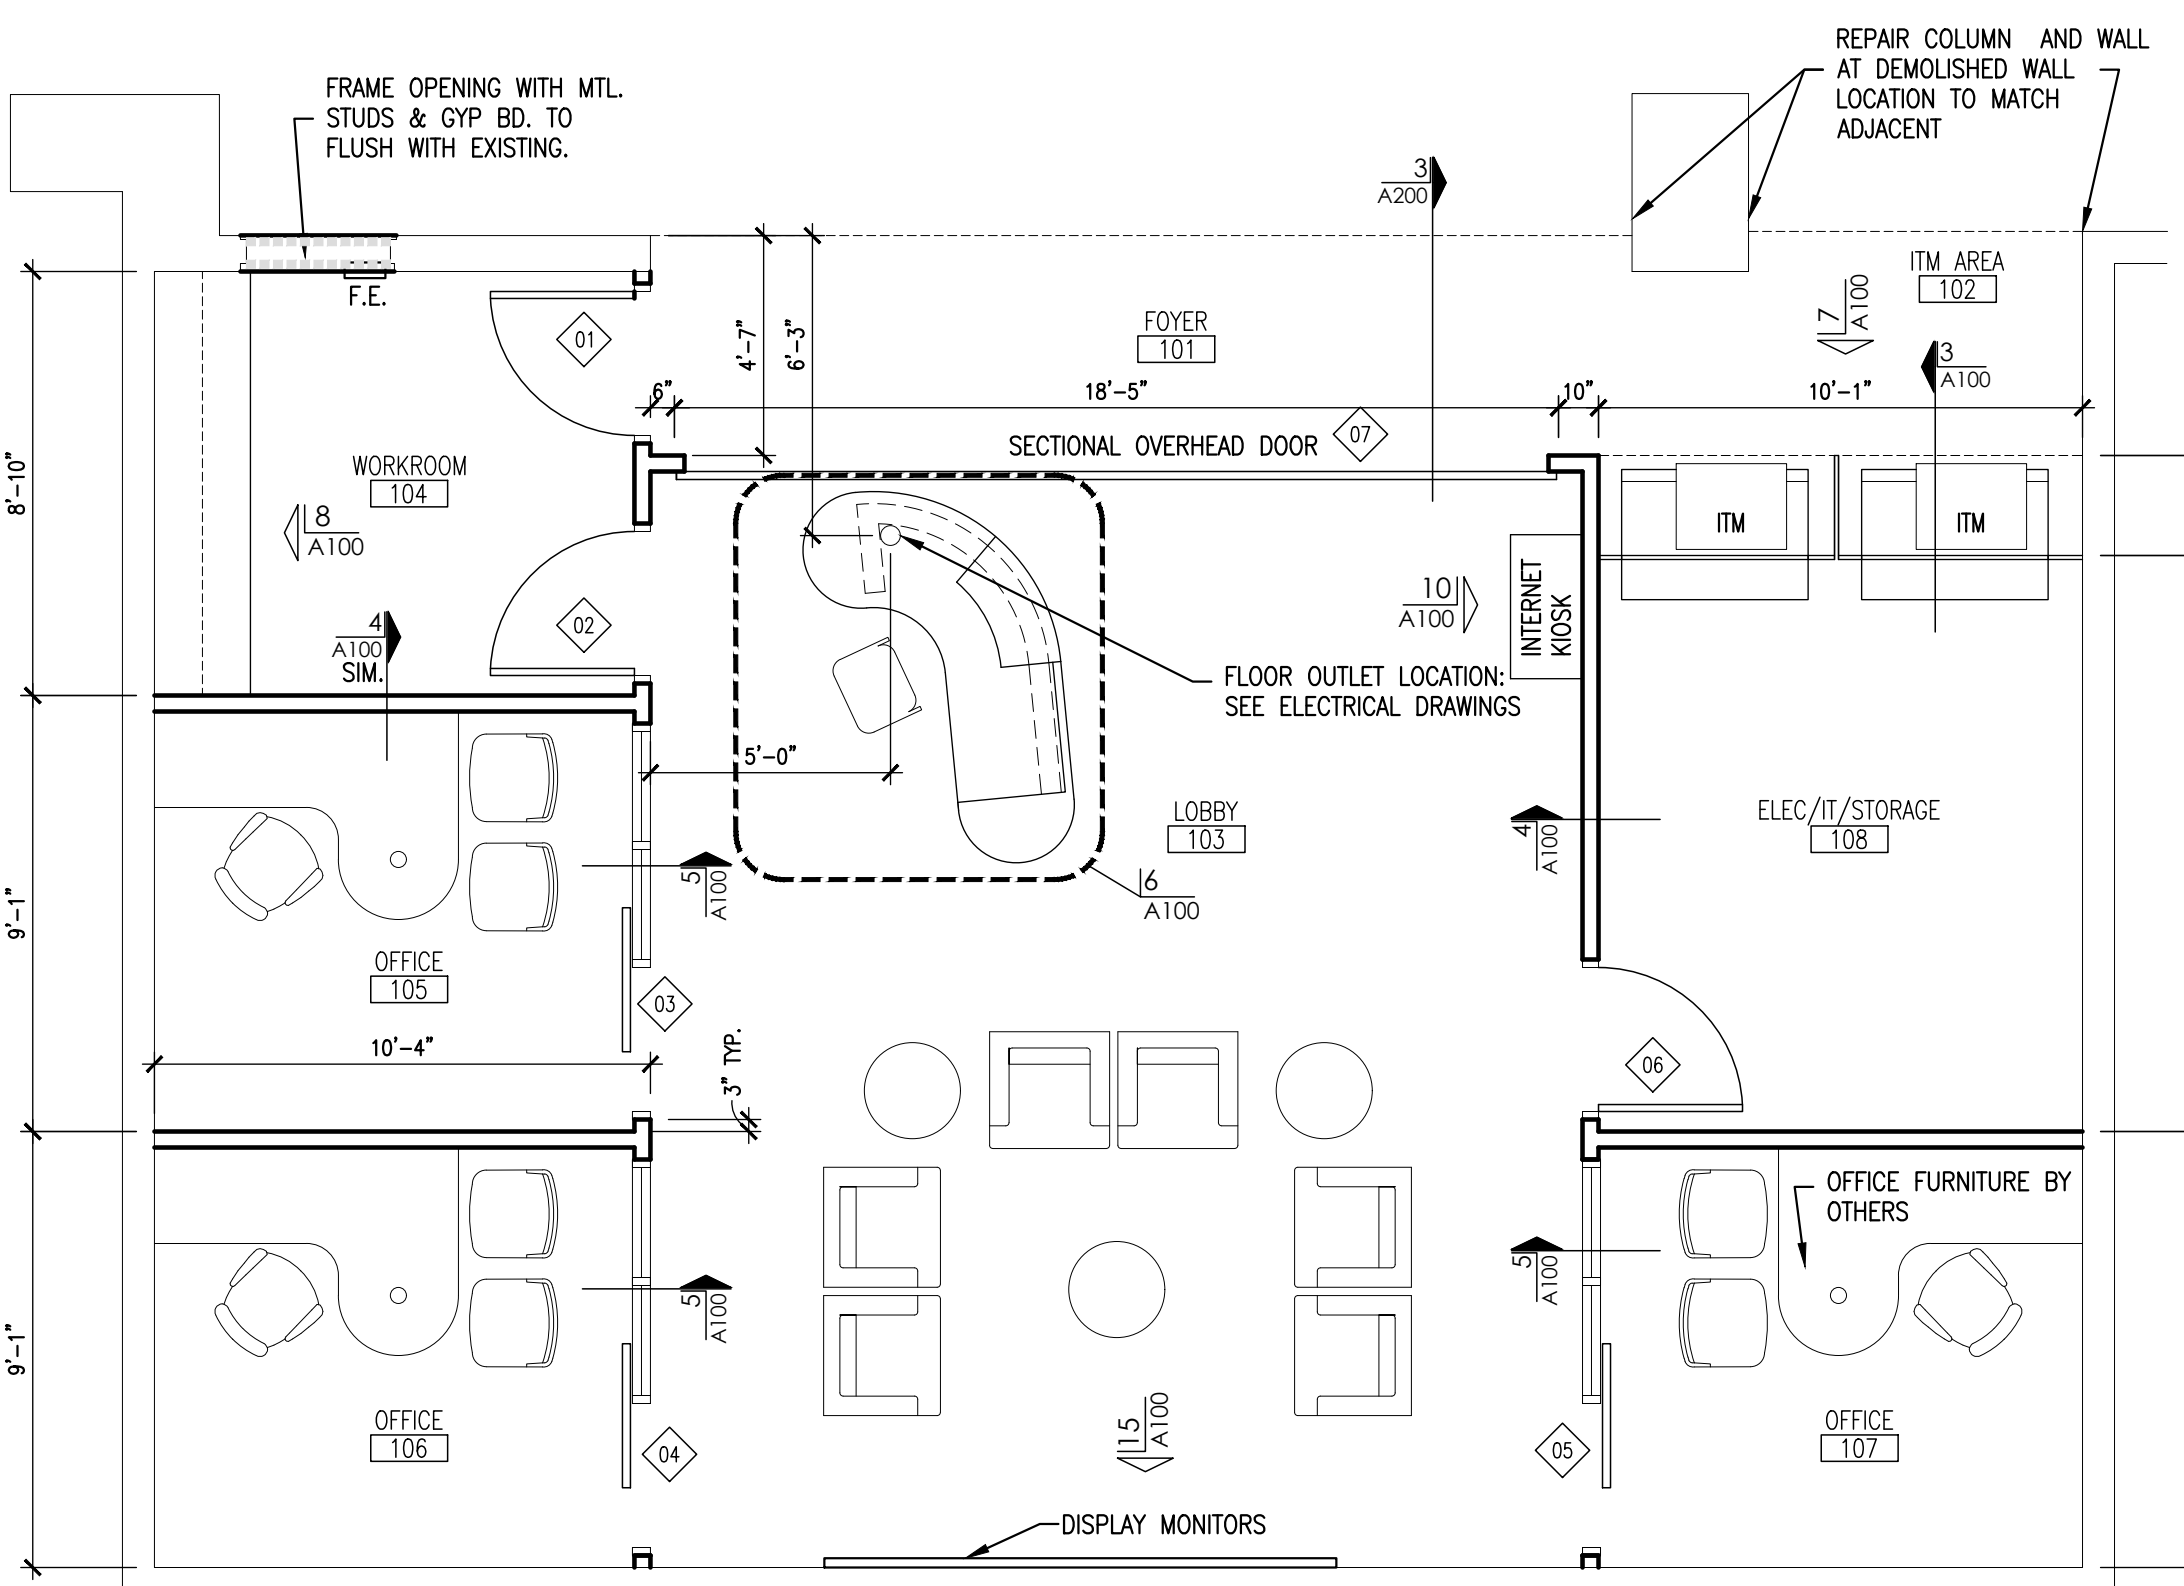 REPAIR COLUMN AND WALL
AT DEMOLISHED WALL
LOCATION TO MATCH
ADJACENT
FRAME OPENING WITH MTL.
STUDS & GYP BD. TO
FLUSH WITH EXISTING.
3
A200
ITM AREA
102
F.E.
01
FOYER
101
7
A100
4'-7"
6'-3"
3
A100
6"
18'-5"
10"
10'-1"
SECTIONAL OVERHEAD DOOR
07
WORKROOM
104
8'-10"
8
A100
ITM
ITM
02
10
A100
INTERNET
KIOSK
4
A100
SIM.
FLOOR OUTLET LOCATION:
SEE ELECTRICAL DRAWINGS
5'-0"
LOBBY
103
4
A100
ELEC/IT/STORAGE
108
5
A100
6
A100
9'-1"
OFFICE
105
03
10'-4"
3" TYP.
06
OFFICE FURNITURE BY
OTHERS
5
A100
5
A100
9'-1"
OFFICE
106
04
15
A100
05
OFFICE
107
DISPLAY MONITORS